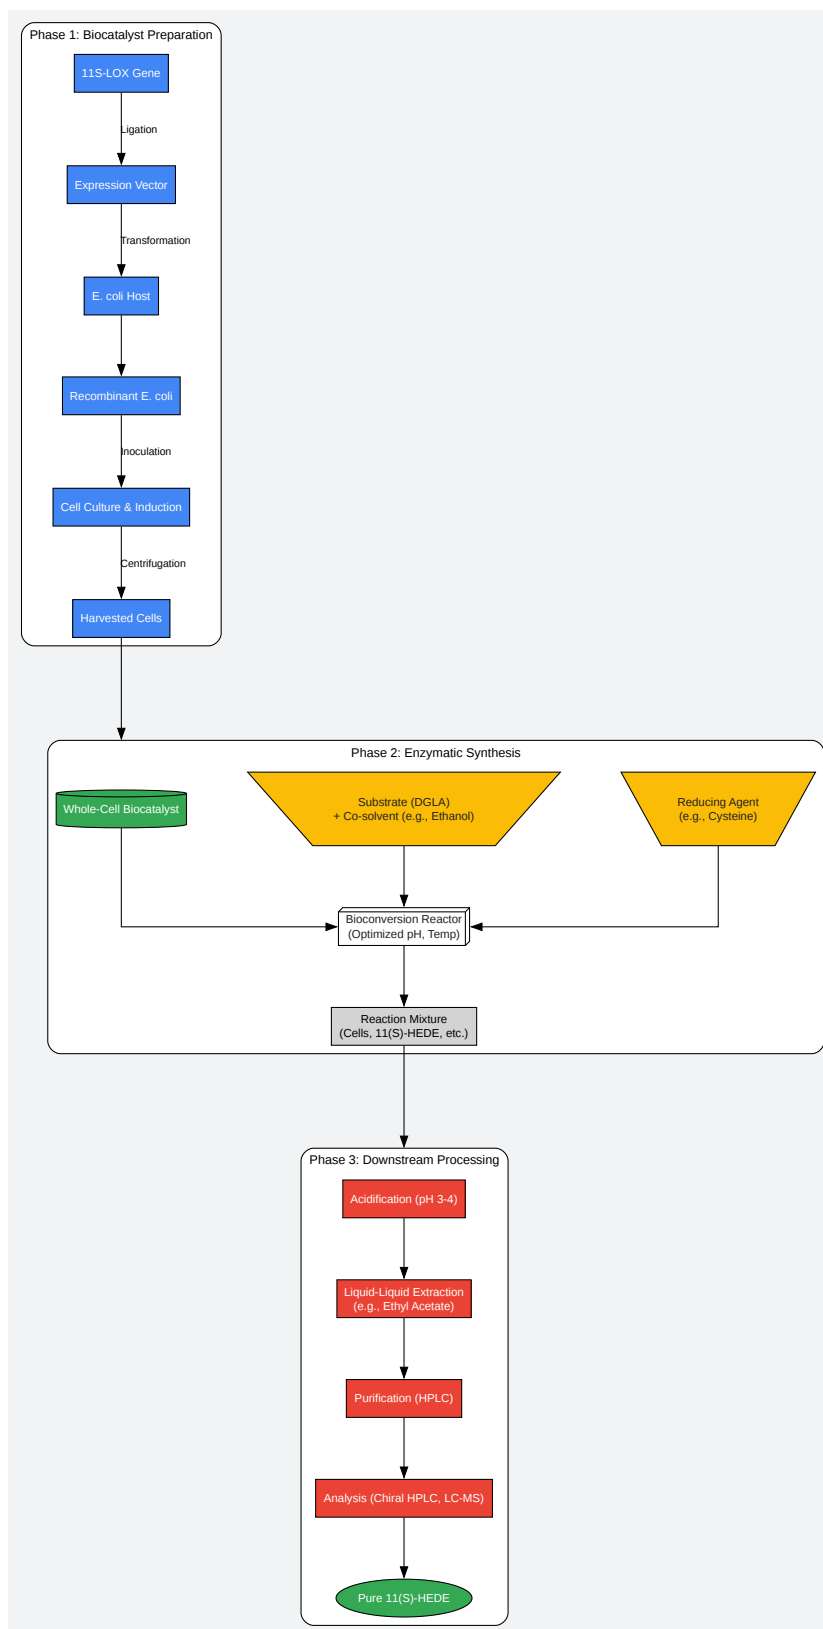 Phase 1: Biocatalyst Preparation
11S-LOX Gene
Ligation
Expression Vector
Transformation
E. coli Host
Recombinant E. coli
Inoculation
Cell Culture & Induction
Centrifugation
Harvested Cells
Phase 2: Enzymatic Synthesis
Whole-Cell Biocatalyst
Substrate (DGLA)
+ Co-solvent (e.g., Ethanol)
Reducing Agent
(e.g., Cysteine)
Bioconversion Reactor
(Optimized pH, Temp)
Reaction Mixture
(Cells, 11(S)-HEDE, etc.)
Phase 3: Downstream Processing
Acidification (pH 3-4)
Liquid-Liquid Extraction
(e.g., Ethyl Acetate)
Purification (HPLC)
Analysis (Chiral HPLC, LC-MS)
Pure 11(S)-HEDE